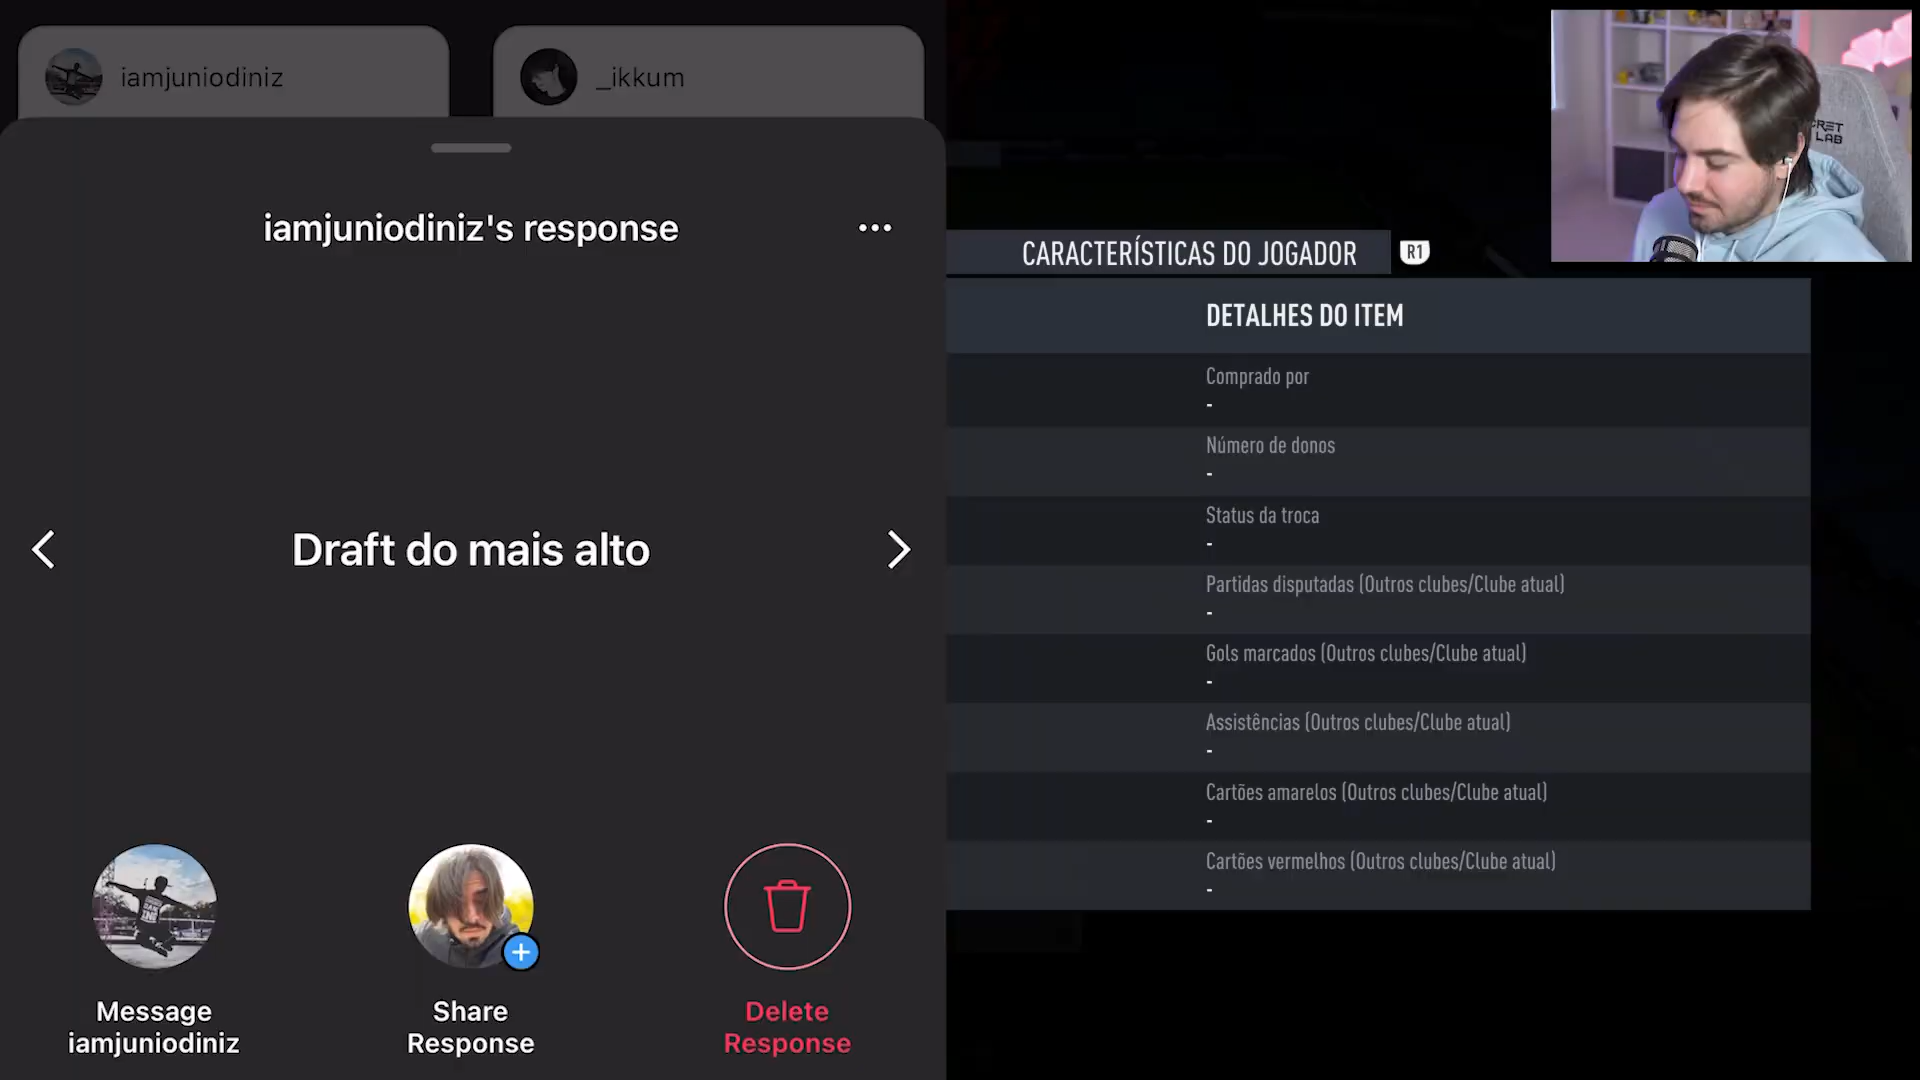 iamjuniodiniz
_ikkum
iamjuniodiniz's response
Draft do mais alto
Message
iamjuniodiniz
Share
Response
Delete
Response
CARACTERÍSTICAS DO JOGADOR
R1
DETALHES DO ITEM
Comprado por
-
Número de donos
-
Status da troca
-
Partidas disputadas (Outros clubes/Clube atual)
-
Gols marcados (Outros clubes/Clube atual)
-
Assistências (Outros clubes/Clube atual)
-
Cartões amarelos (Outros clubes/Clube atual)
-
Cartões vermelhos (Outros clubes/Clube atual)
-
LAB